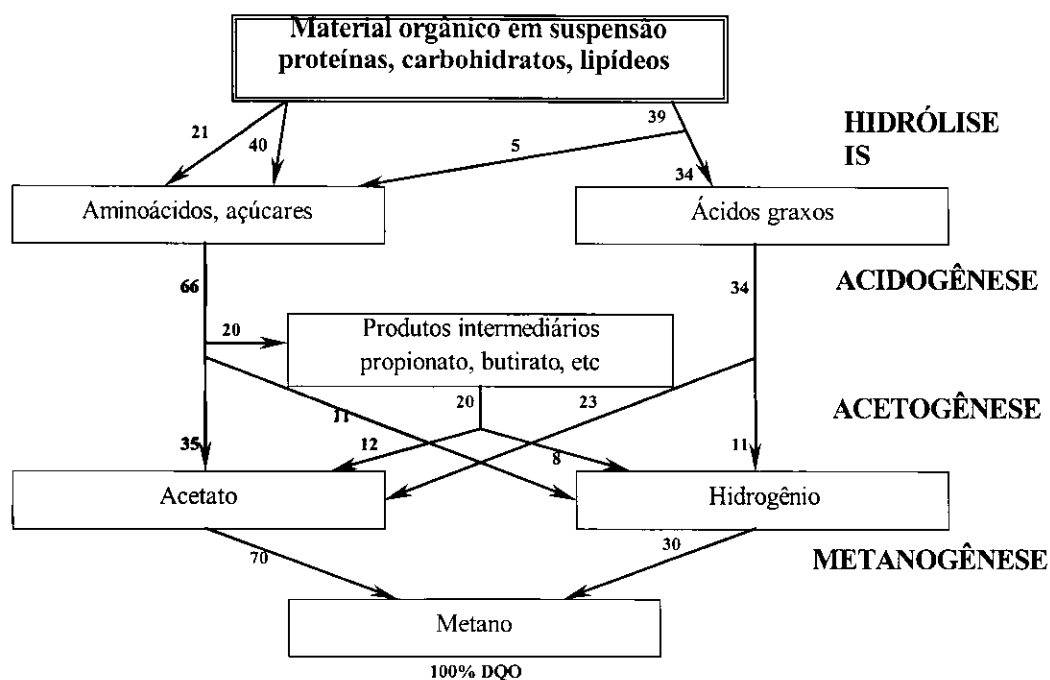 Material orgânico em suspensão
proteínas, carbohidratos, lipídeos
39
HIDRÓLISE
IS
21
40
5
34
Aminoácidos, açúcares
Ácidos graxos
ACIDOGÊNESE
66
34
20
Produtos intermediários
propionato, butirato, etc
20
23
ACETOGÊNESE
11
35
12
8
11
Acetato
Hidrogênio
70
30
METANOGÊNESE
Metano
100% DQO